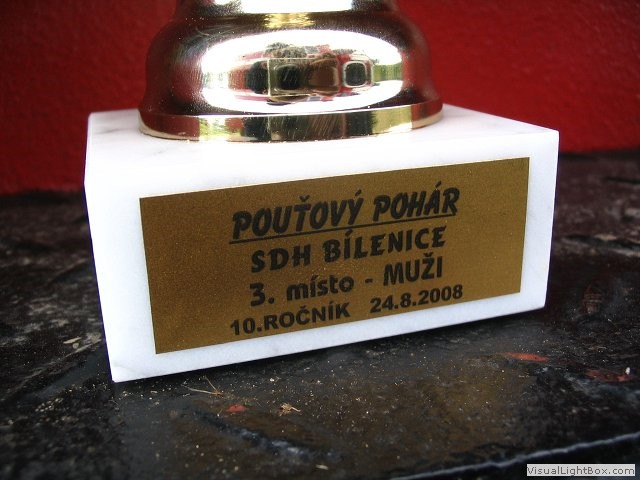 POUŤOVÝ POHÁR
SDH BÍLENICE
3. místo - MUŽI
10.ROČNÍK 24.8.2008
VisualLightBox.com